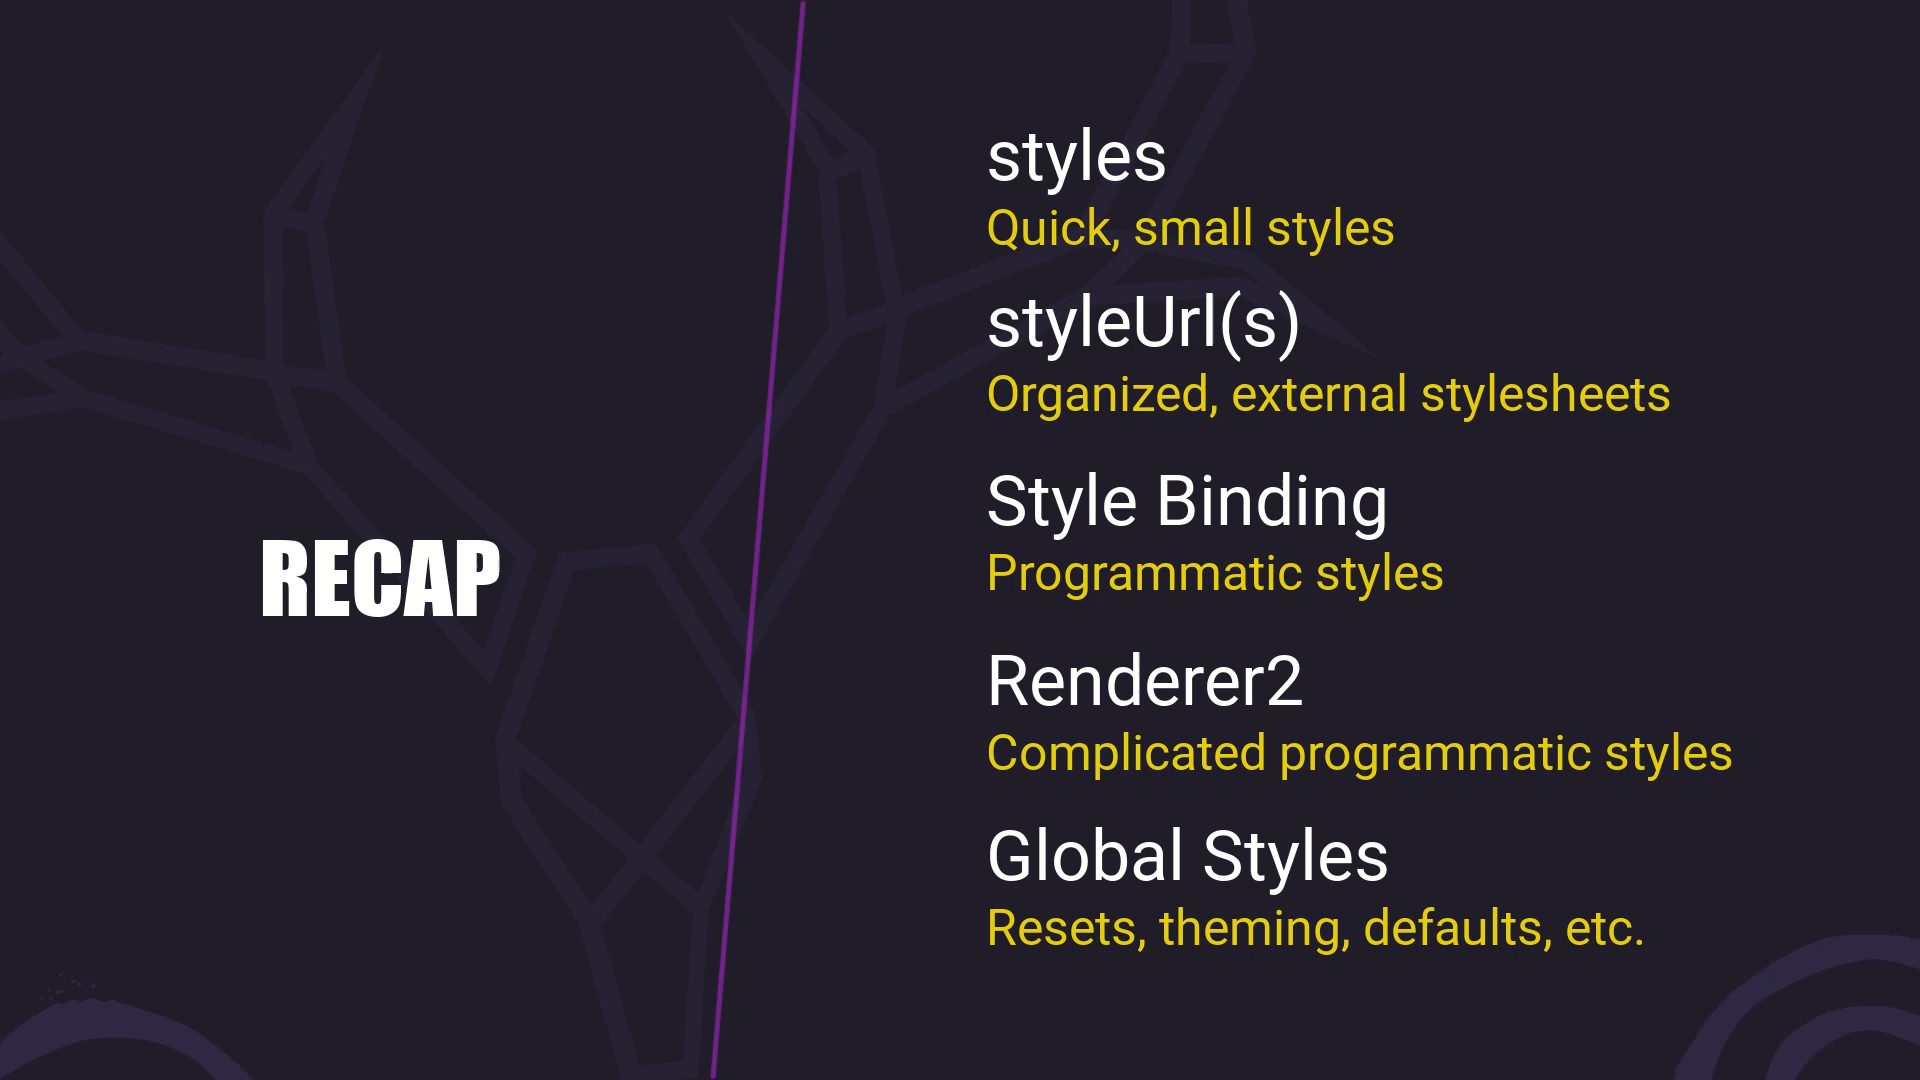 RECAP
styles
Quick, small styles
styleUrl(s)
Organized, external stylesheets
Style Binding
Programmatic styles
Renderer2
Complicated programmatic styles
Global Styles
Resets, theming, defaults, etc.